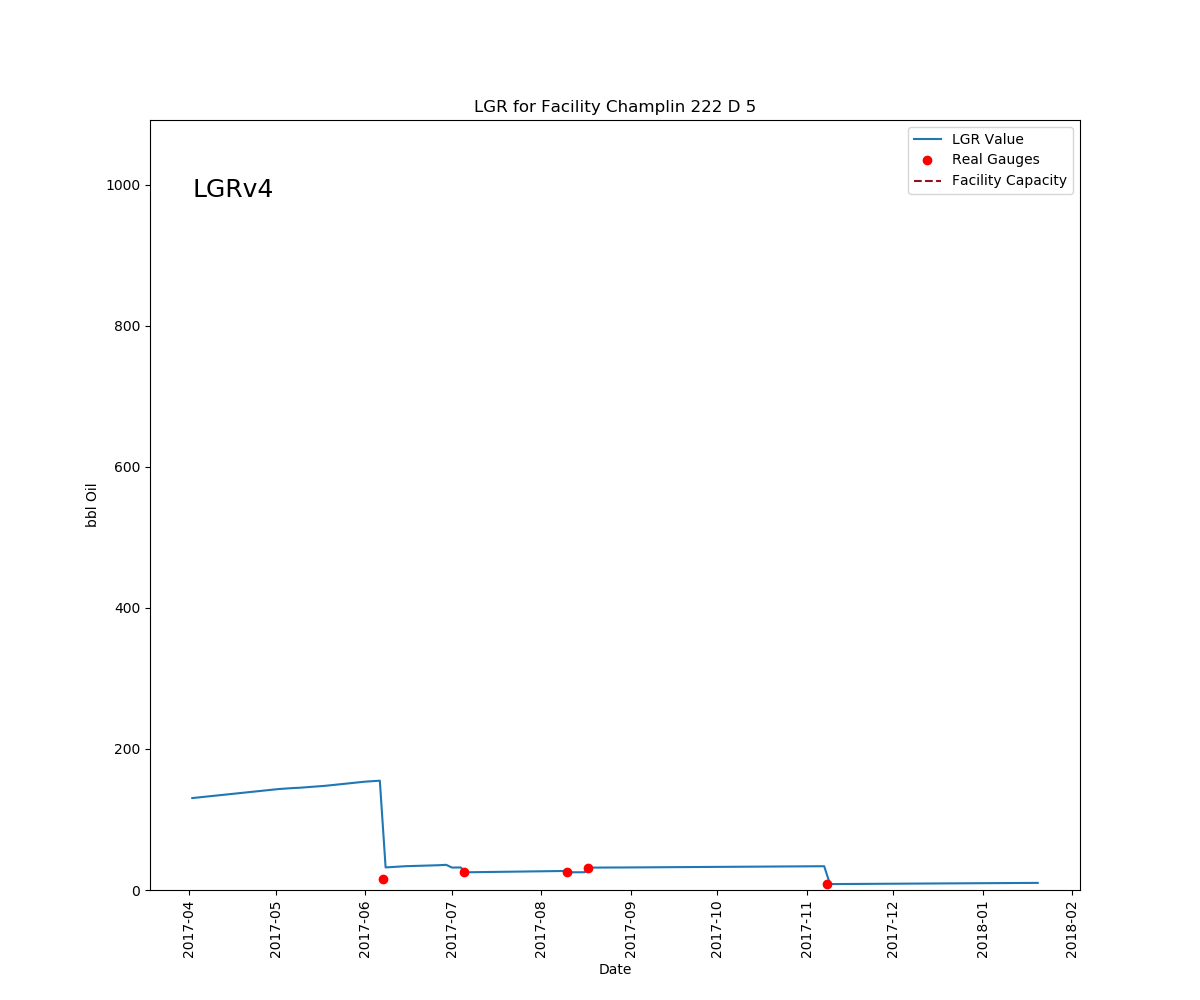 LGR for Facility Champlin 222 D 5
LGR Value
Real Gauges
Facility Capacity
LGRv4
1000
800
600
400
200
0
bbl Oil
2017-04
2017-05
2017-06
2017-07
2017-08
2017-09
2017-10
2017-11
2017-12
2018-01
2018-02
Date